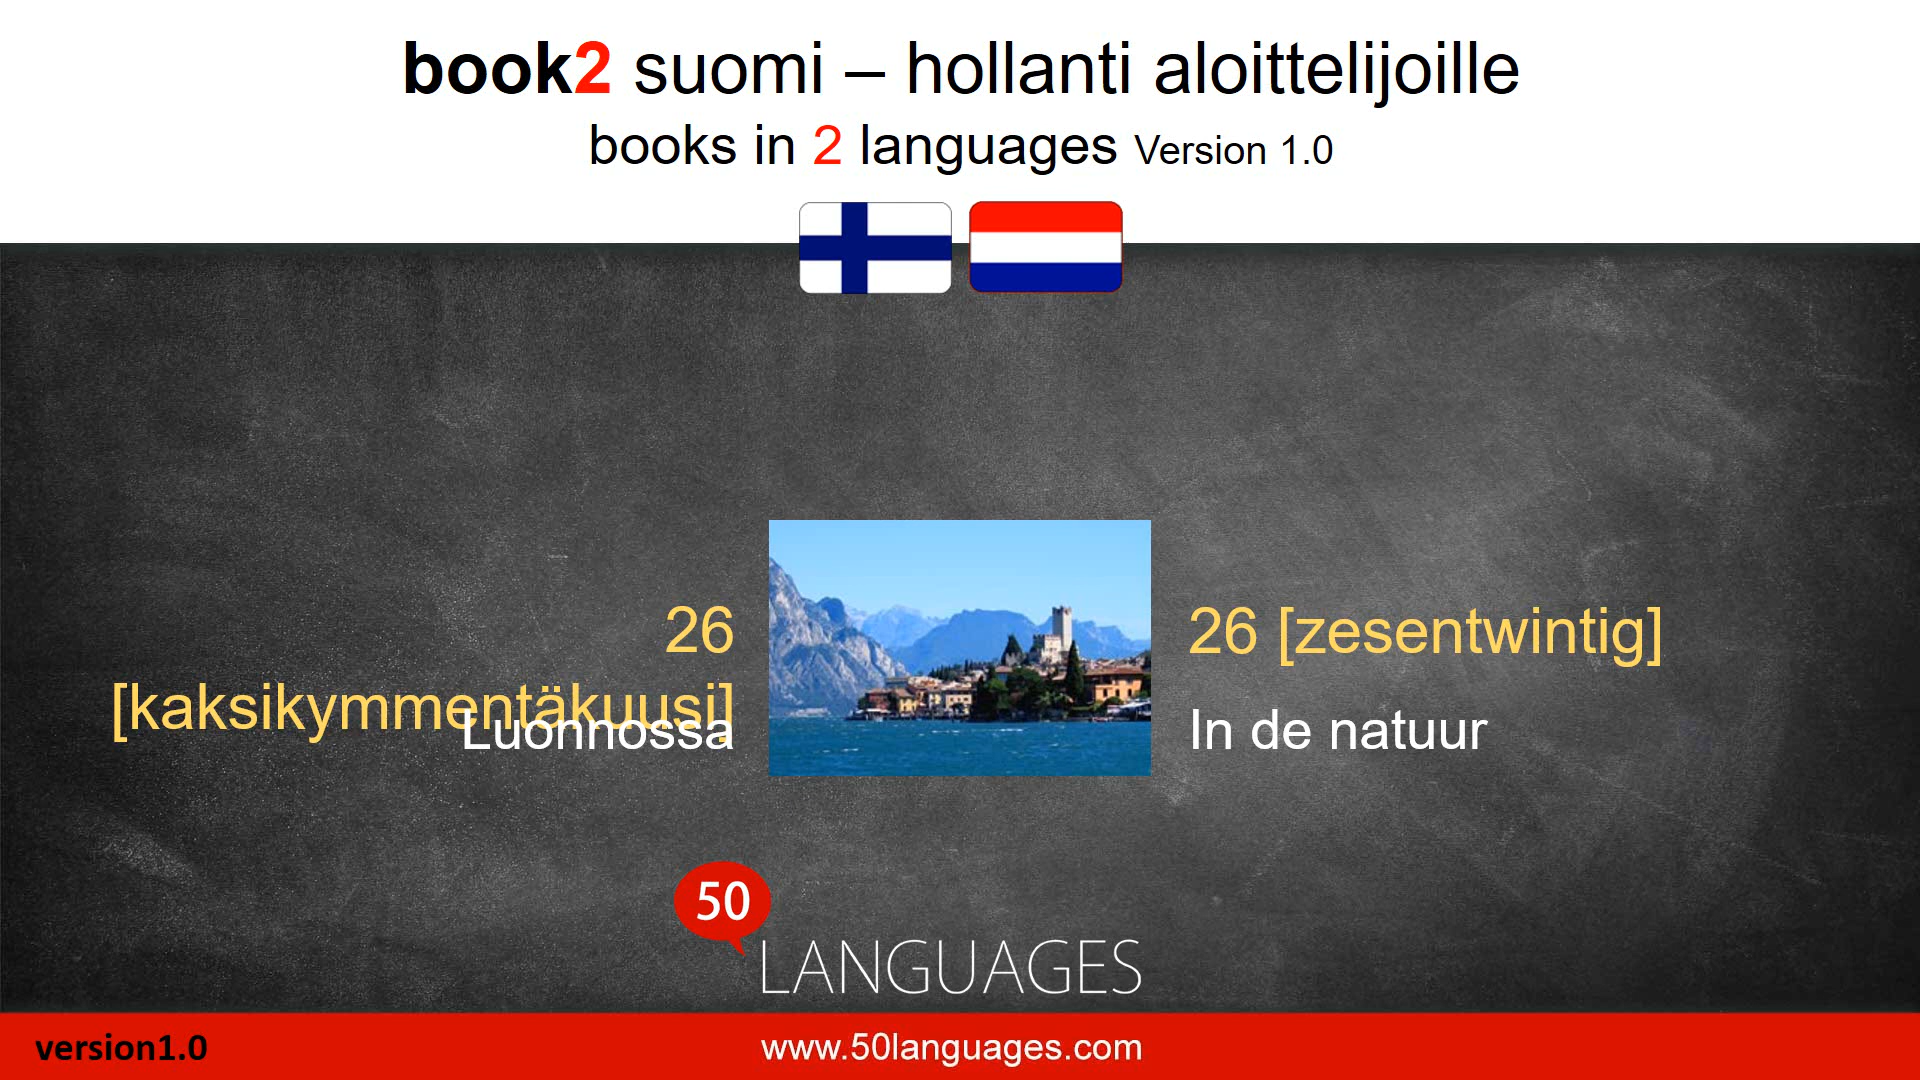 book2 suomi – hollanti aloittelijoille
books in 2 languages Version 1.0
26
[kaksikymmentäkuusi]
Luonnossa
26 [zesentwintig]
In de natuur
50
LANGUAGES
version1.0
www.50languages.com